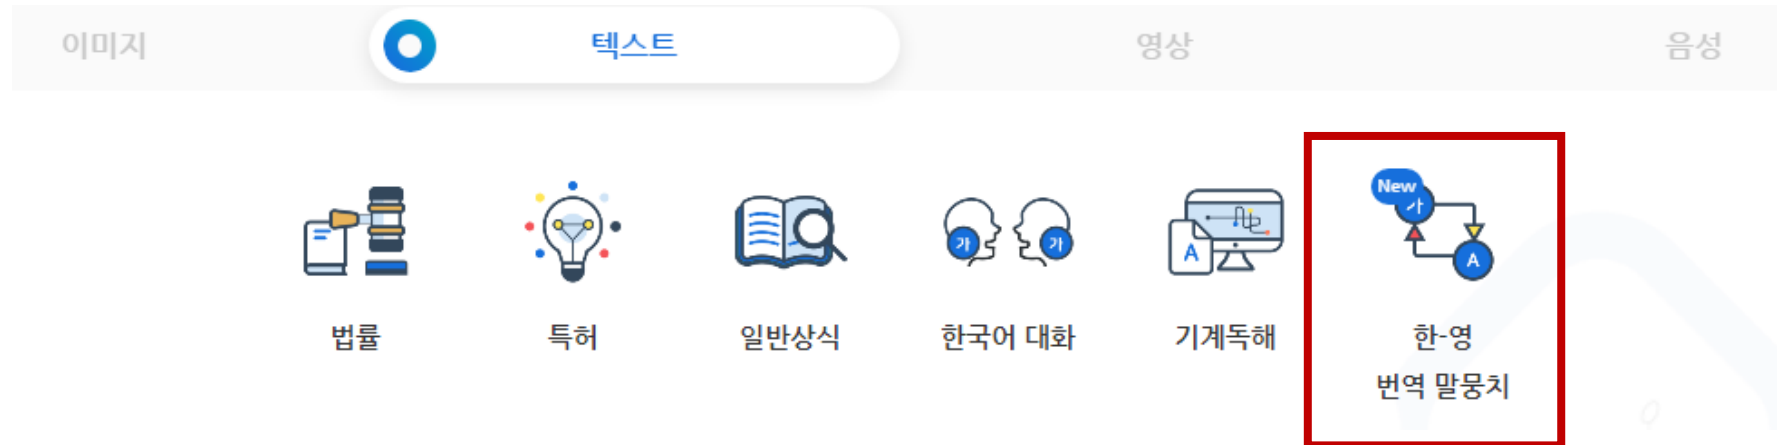 이미지
텍스트
영상
음성
New
가
A
가
가
A
법률
특허
일반상식
한국어 대화
기계독해
한-영
번역 말뭉치